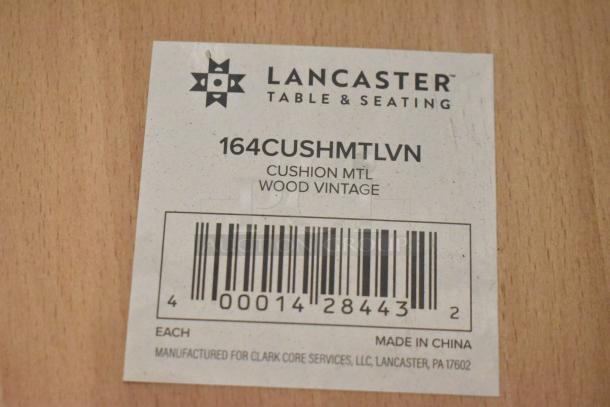 LANCASTER™
TABLE & SEATING
164CUSHMTLVN
CUSHION MTL
WOOD VINTAGE
4 00014 28443 2
EACH MADE IN CHINA
MANUFACTURED FOR CLARK CORE SERVICES, LLC, LANCASTER, PA 17602